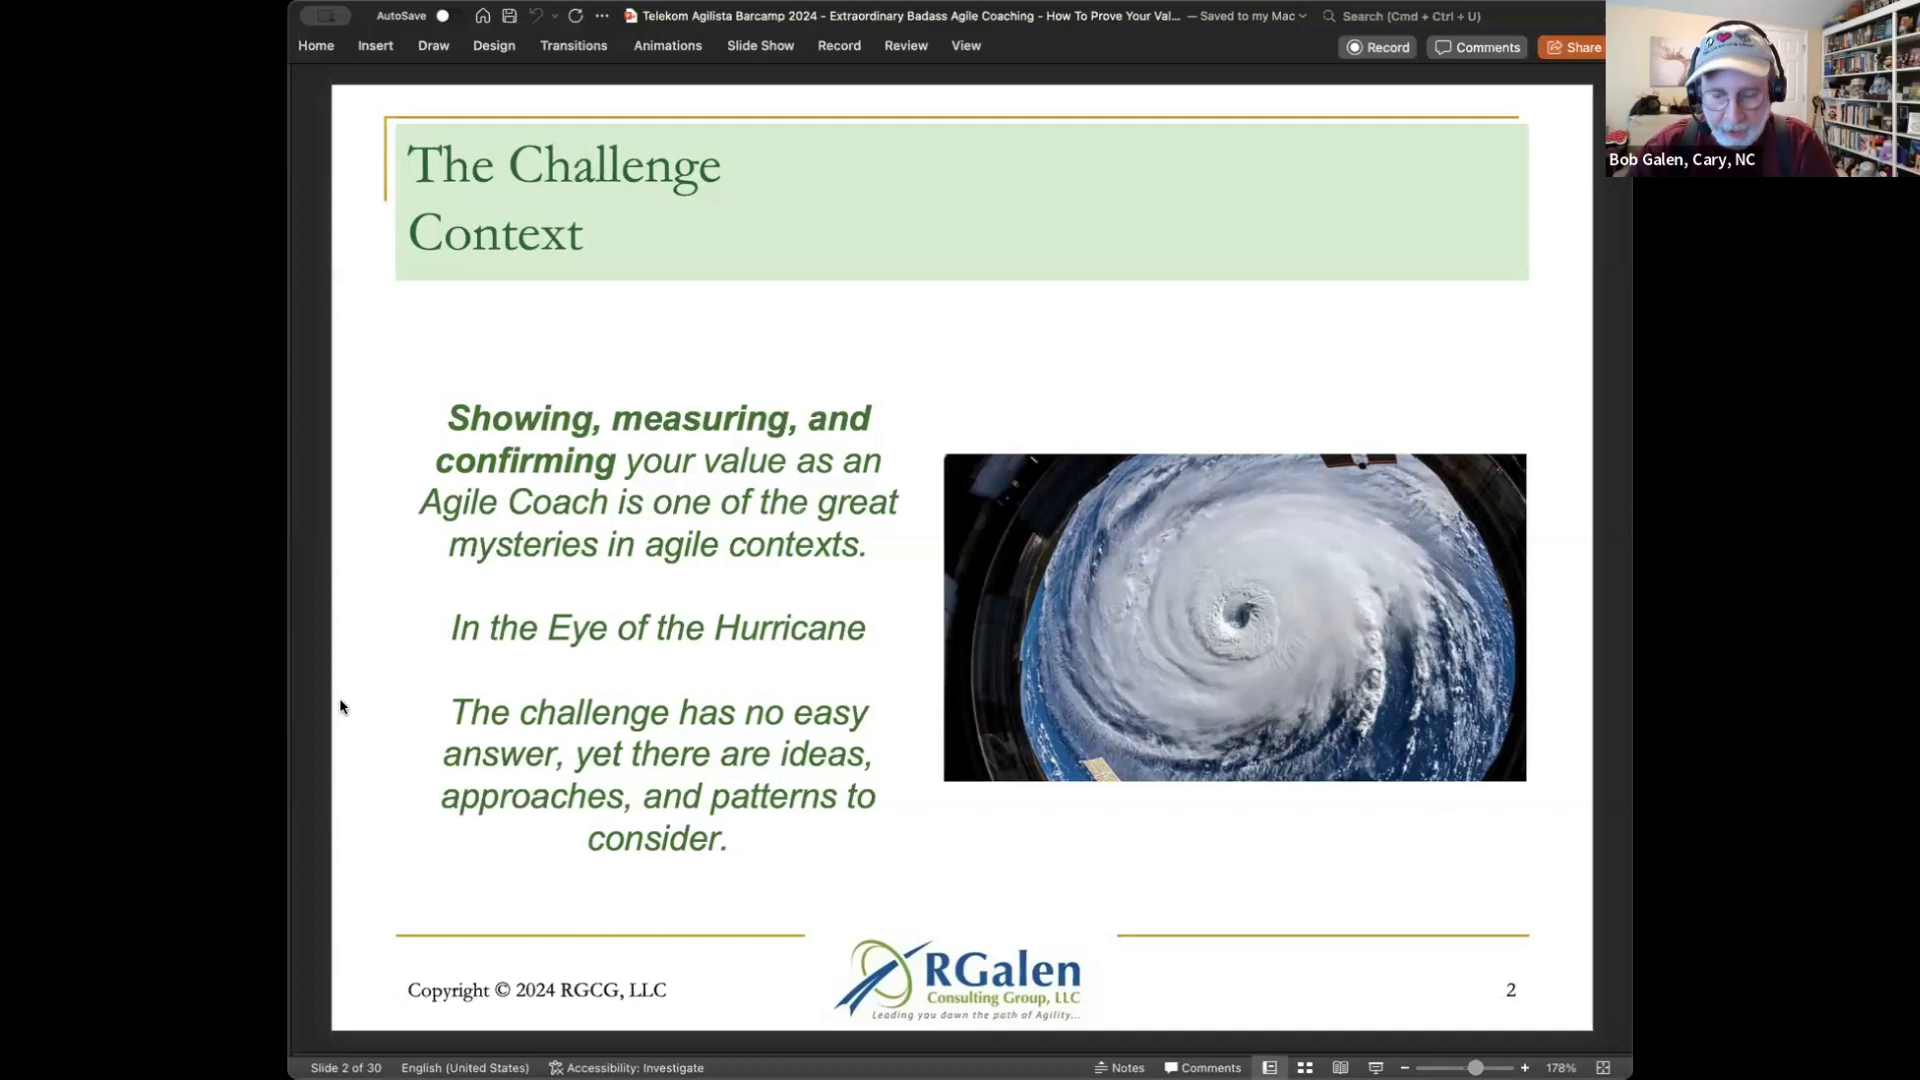 AutoSave
Telekom Agilista Barcamp 2024 - Extraordinary Badass Agile Coaching - How To Prove Your Val... — Saved to my Mac
Search (Cmd + Ctrl + U)
Home Insert Draw Design Transitions Animations Slide Show Record Review View
Record Comments Share
Bob Galen, Cary, NC
The Challenge
Context
Showing, measuring, and
confirming your value as an
Agile Coach is one of the great
mysteries in agile contexts.
In the Eye of the Hurricane
The challenge has no easy
answer, yet there are ideas,
approaches, and patterns to
consider.
Copyright © 2024 RGCG, LLC
RGalen
Consulting Group, LLC
Leading you down the path of Agility...
2
Slide 2 of 30 English (United States) Accessibility: Investigate
Notes Comments 178%